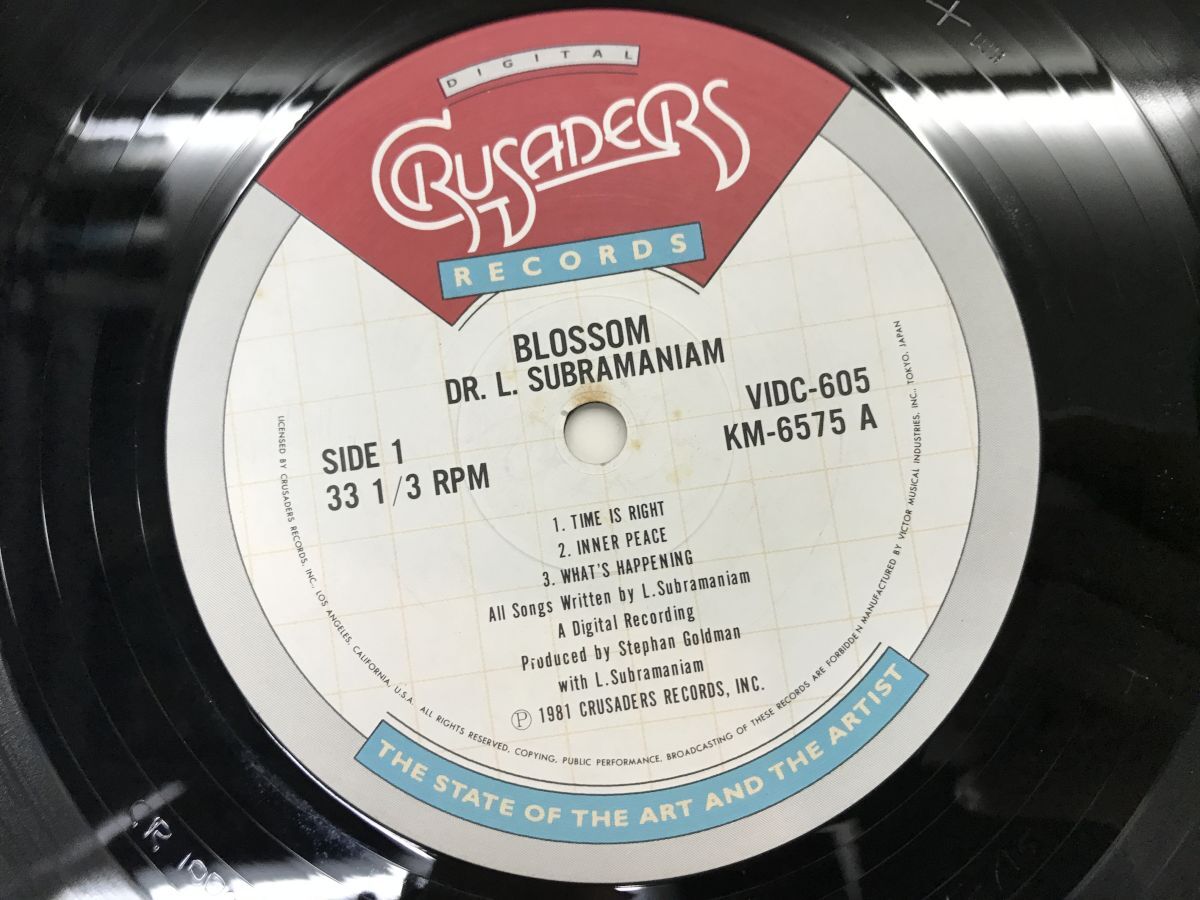 DIGITAL
CRUSADERS
RECORDS
BLOSSOM
DR. L. SUBRAMANIAM
VIDC-605
KM-6575 A
SIDE 1
33 1/3 RPM
1. TIME IS RIGHT
2. INNER PEACE
3. WHAT'S HAPPENING
All Songs Written by L.Subramaniam
A Digital Recording
Produced by Stephan Goldman
with L.Subramaniam
Ⓟ 1981 CRUSADERS RECORDS, INC.
LICENSED BY CRUSADERS RECORDS, INC., LOS ANGELES, CALIFORNIA, U.S.A. ALL RIGHTS RESERVED, COPYING, PUBLIC PERFORMANCE, BROADCASTING OF THESE RECORDS ARE FORBIDDEN MANUFACTURED BY VICTOR MUSICAL INDUSTRIES, INC., TOKYO, JAPAN
THE STATE OF THE ART AND THE ARTIST